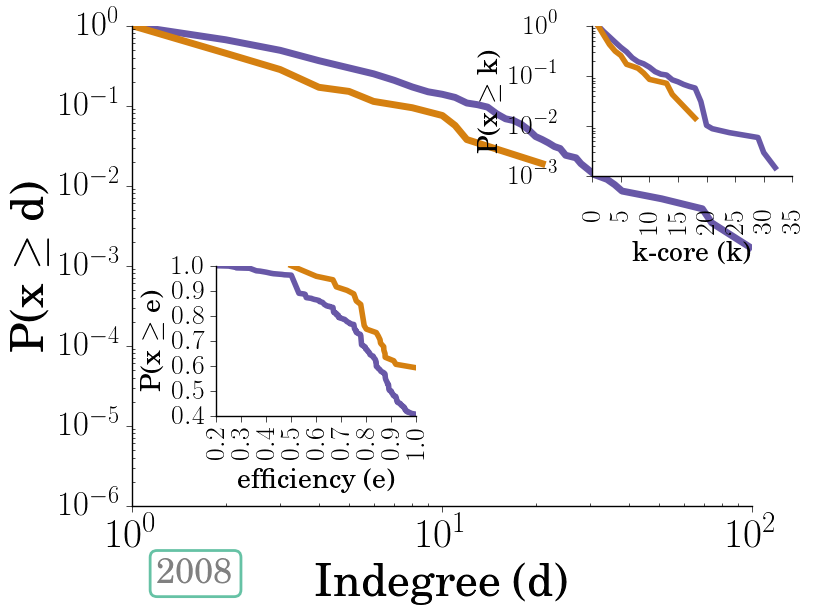 10^0
10^-1
10^-2
10^-3
10^-4
10^-5
10^-6
P(x ≥ d)
10^0 10^1 10^2
Indegree (d)
2008
10^0
10^-1
10^-2
10^-3
P(x ≥ k)
0 5 10 15 20 25 30 35
k-core (k)
1.0
0.9
0.8
0.7
0.6
0.5
0.4
P(x ≥ e)
0.2 0.3 0.4 0.5 0.6 0.7 0.8 0.9 1.0
efficiency (e)